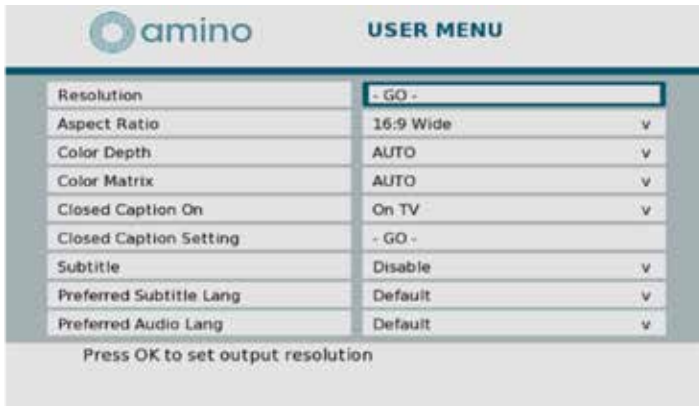 amino USER MENU
Resolution - GO -
Aspect Ratio 16:9 Wide v
Color Depth AUTO v
Color Matrix AUTO v
Closed Caption On On TV v
Closed Caption Setting - GO -
Subtitle Disable v
Preferred Subtitle Lang Default v
Preferred Audio Lang Default v
Press OK to set output resolution